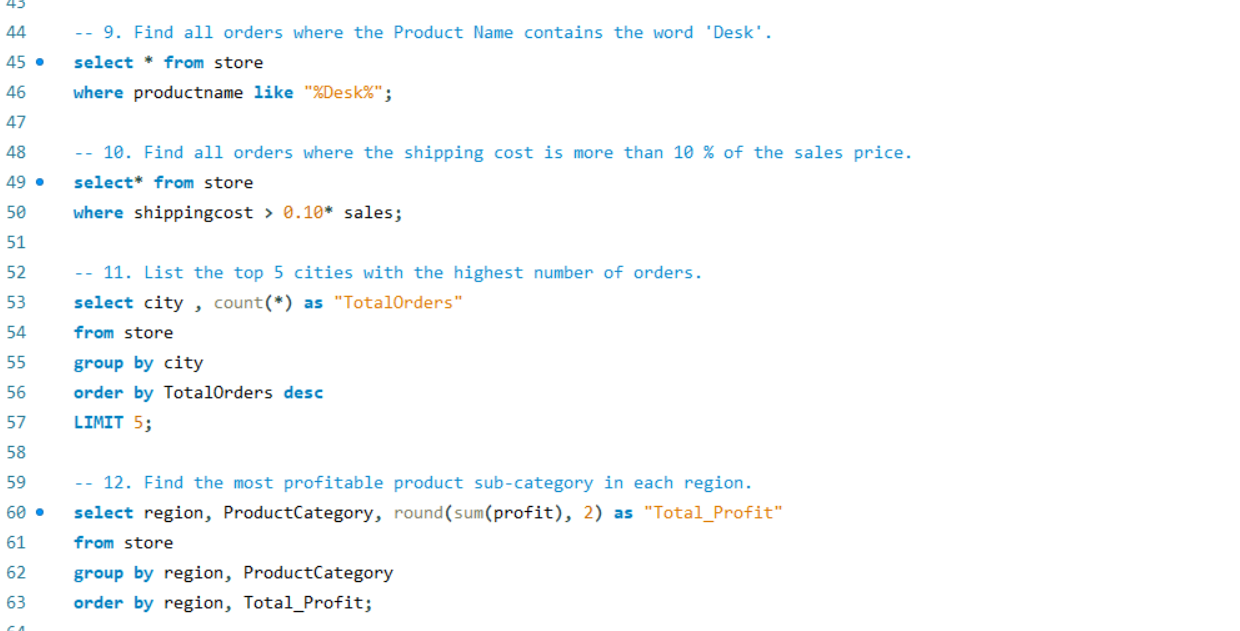 43
44 -- 9. Find all orders where the Product Name contains the word 'Desk'.
45 select * from store
46 where productname like "%Desk%";
47
48 -- 10. Find all orders where the shipping cost is more than 10 % of the sales price.
49 select* from store
50 where shippingcost > 0.10* sales;
51
52 -- 11. List the top 5 cities with the highest number of orders.
53 select city , count(*) as "TotalOrders"
54 from store
55 group by city
56 order by TotalOrders desc
57 LIMIT 5;
58
59 -- 12. Find the most profitable product sub-category in each region.
60 select region, ProductCategory, round(sum(profit), 2) as "Total_Profit"
61 from store
62 group by region, ProductCategory
63 order by region, Total_Profit;
64